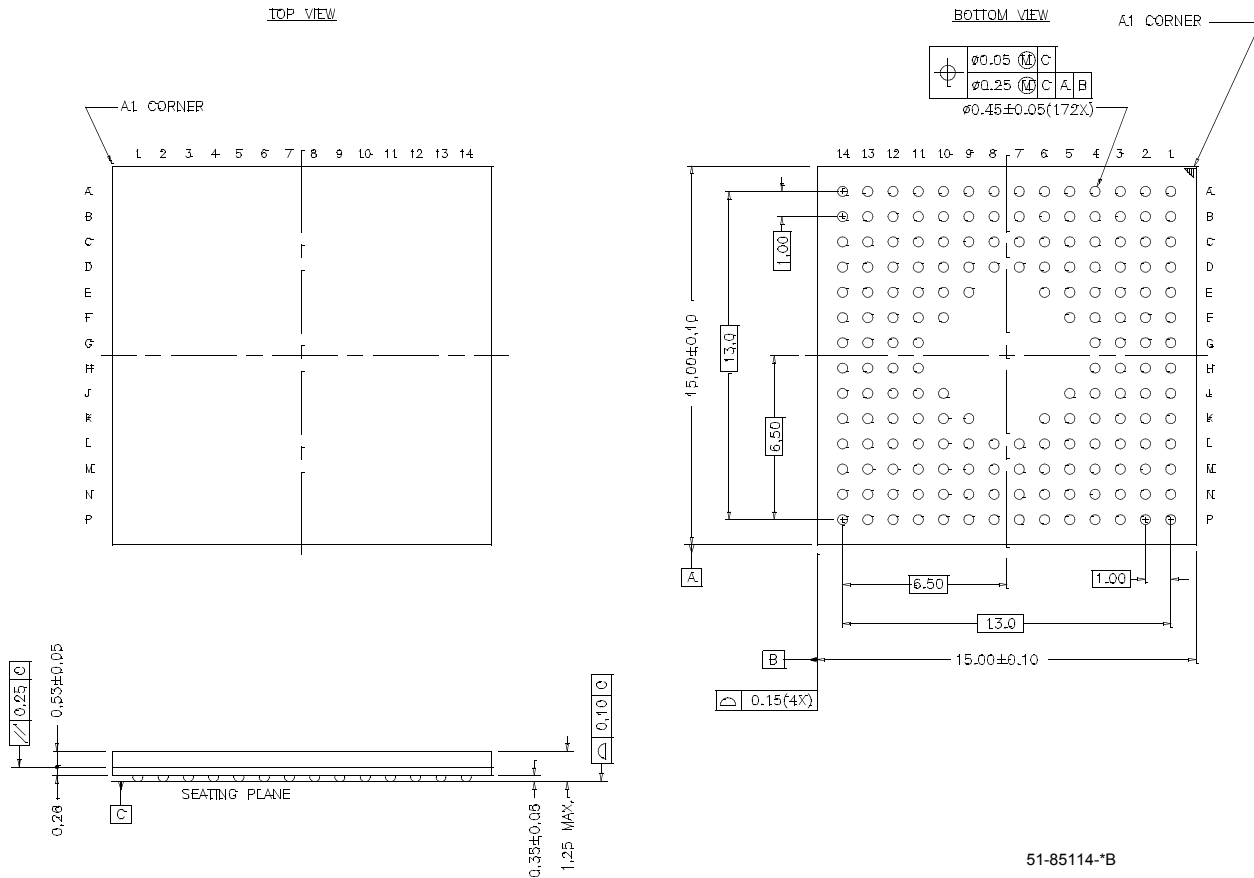 TOP VIEW
BOTTOM VIEW
A1 CORNER
⌀0.05 Ⓜ C
⌀0.25 Ⓜ C A B
⌀0.45±0.05(172X)
A1 CORNER
1 2 3 4 5 6 7 8 9 10 11 12 13 14
14 13 12 11 10 9 8 7 6 5 4 3 2 1
A
B
C
D
E
F
G
H
J
K
L
M
N
P
A
B
C
D
E
F
G
H
J
K
L
M
N
P
1.00
15.00±0.10
13.0
6.50
A
6.50
1.00
13.0
B
15.00±0.10
0.15(4X)
// 0.25 C
0.53±0.05
0.10 C
SEATING PLANE
0.26
C
0.35±0.06
1.25 MAX.
51-85114-*B